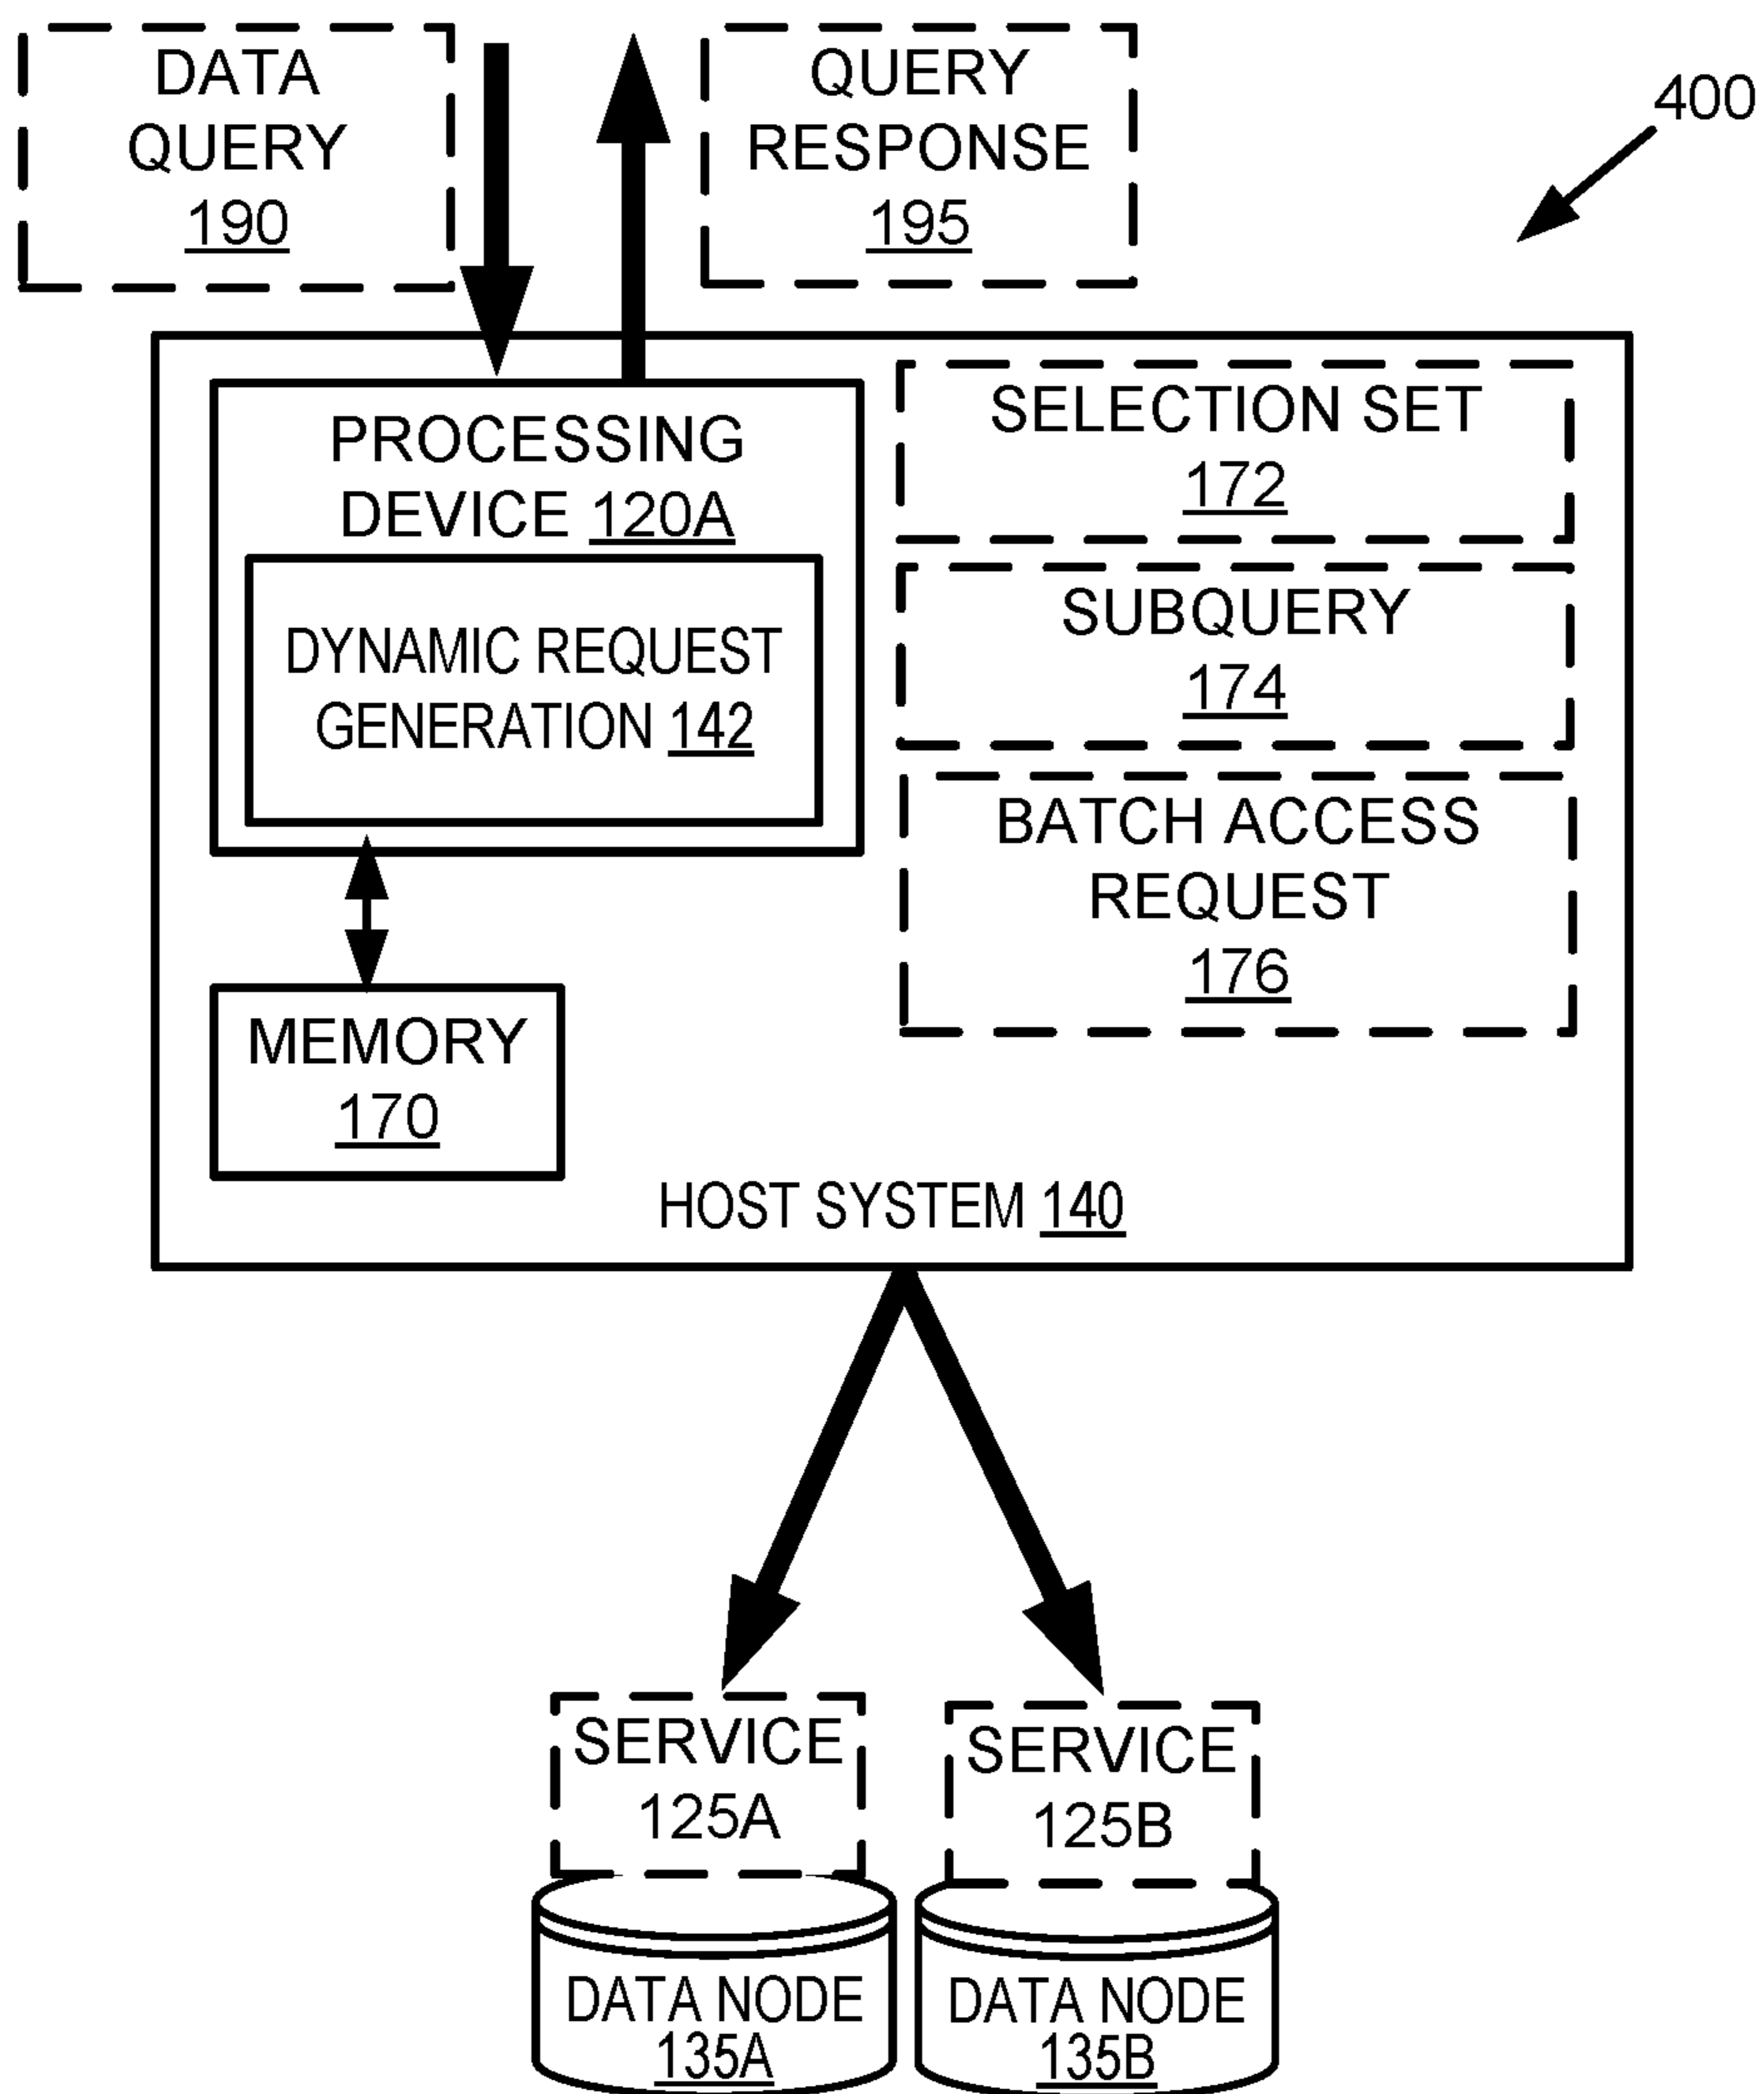 DATA
QUERY
190
QUERY
RESPONSE
195
400
PROCESSING
DEVICE 120A
DYNAMIC REQUEST
GENERATION 142
SELECTION SET
172
SUBQUERY
174
BATCH ACCESS
REQUEST
176
MEMORY
170
HOST SYSTEM 140
SERVICE
125A
SERVICE
125B
DATA NODE
135A
DATA NODE
135B